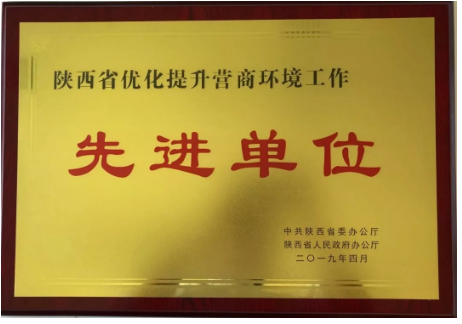 陕西省优化提升营商环境工作
先进单位
中共陕西省委办公厅
陕西省人民政府办公厅
二〇一九年四月